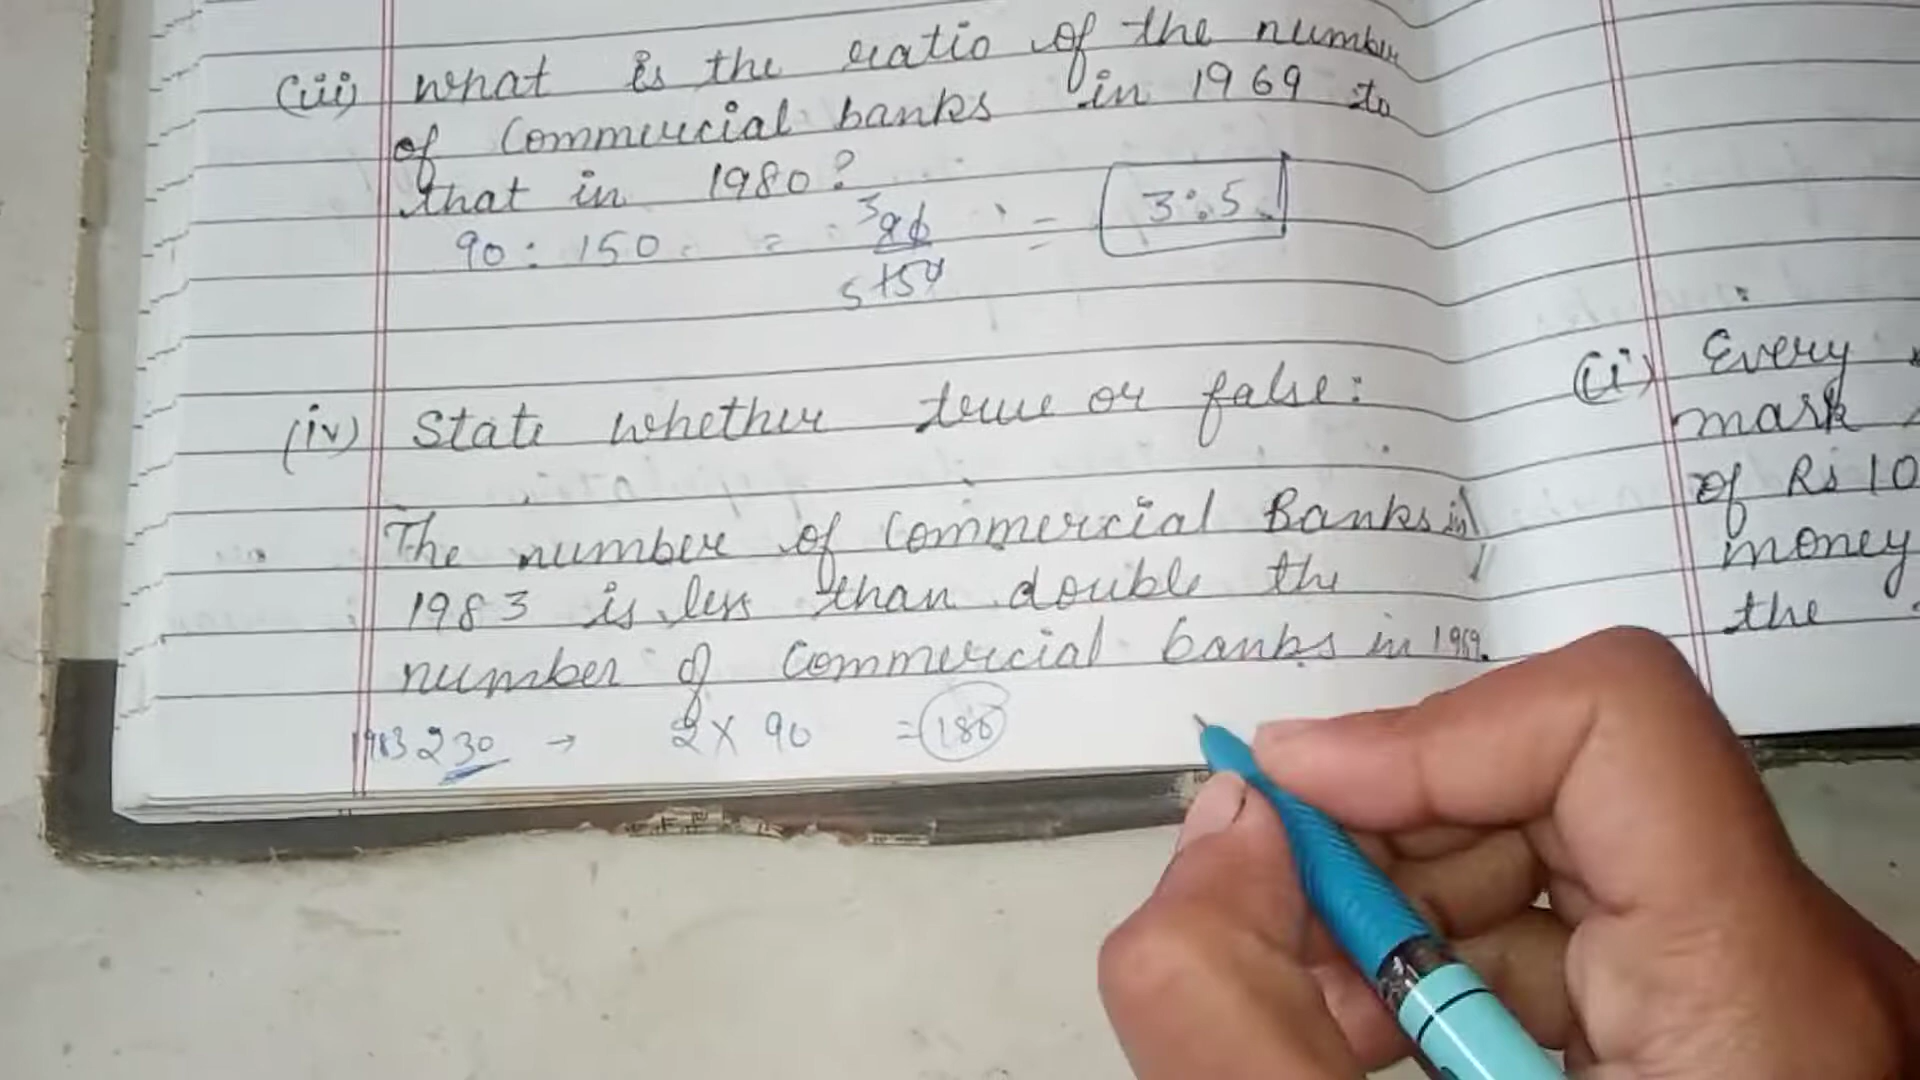 (iii) what is the ratio of the number
of Commercial banks in 1969 to
that in 1980?
90 : 150 = 90/150 = 3:5
(iv) State whether true or false:
The number of Commercial Banks in
1983 is less than double the
number of Commercial banks in 1969.
1983 230 → 2 x 90 = 180
(ii) Every
mark
of Rs 10
money
the